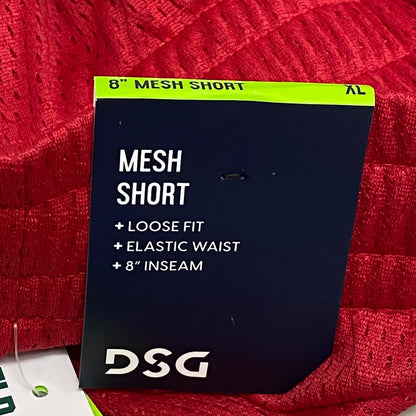 8" MESH SHORT XL
MESH
SHORT
+ LOOSE FIT
+ ELASTIC WAIST
+ 8" INSEAM
DSG